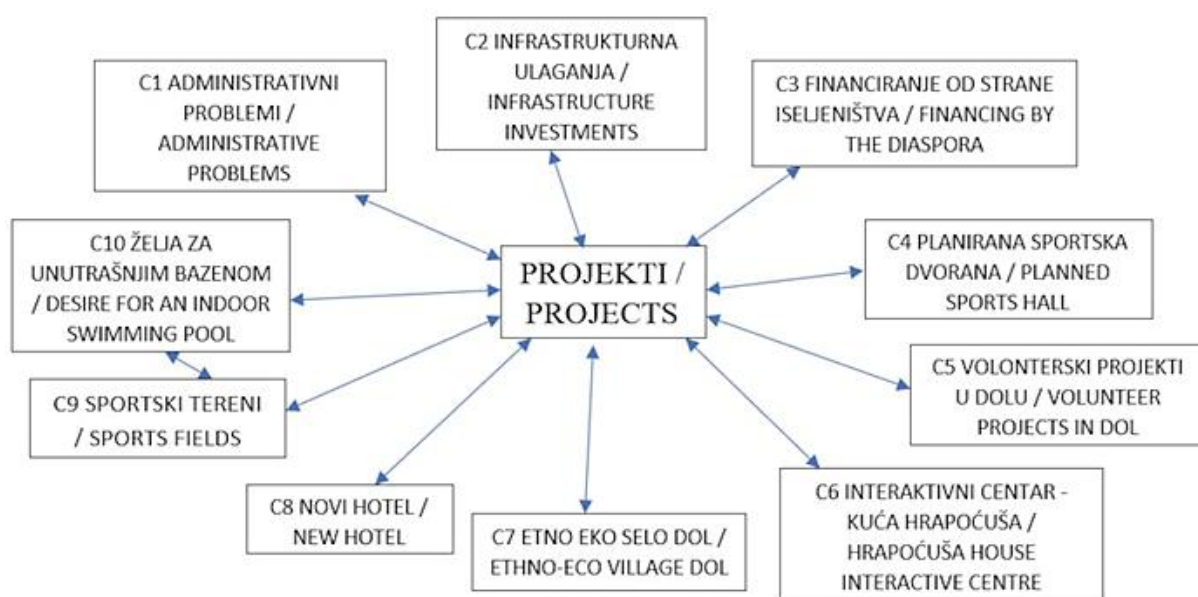 C1 ADMINISTRATIVNI
PROBLEMI /
ADMINISTRATIVE
PROBLEMS
C2 INFRASTRUKTURNA
ULAGANJA /
INFRASTRUCTURE
INVESTMENTS
C3 FINANCIRANJE OD STRANE
ISELJENIŠTVA / FINANCING BY
THE DIASPORA
C10 ŽELJA ZA
UNUTRAŠNJIM BAZENOM
/ DESIRE FOR AN INDOOR
SWIMMING POOL
PROJEKTI /
PROJECTS
C4 PLANIRANA SPORTSKA
DVORANA / PLANNED
SPORTS HALL
C9 SPORTSKI TERENI
/ SPORTS FIELDS
C5 VOLONTERSKI PROJEKTI
U DOLU / VOLUNTEER
PROJECTS IN DOL
C8 NOVI HOTEL /
NEW HOTEL
C7 ETNO EKO SELO DOL /
ETHNO-ECO VILLAGE DOL
C6 INTERAKTIVNI CENTAR -
KUĆA HRAPOĆUŠA /
HRAPOĆUŠA HOUSE
INTERACTIVE CENTRE